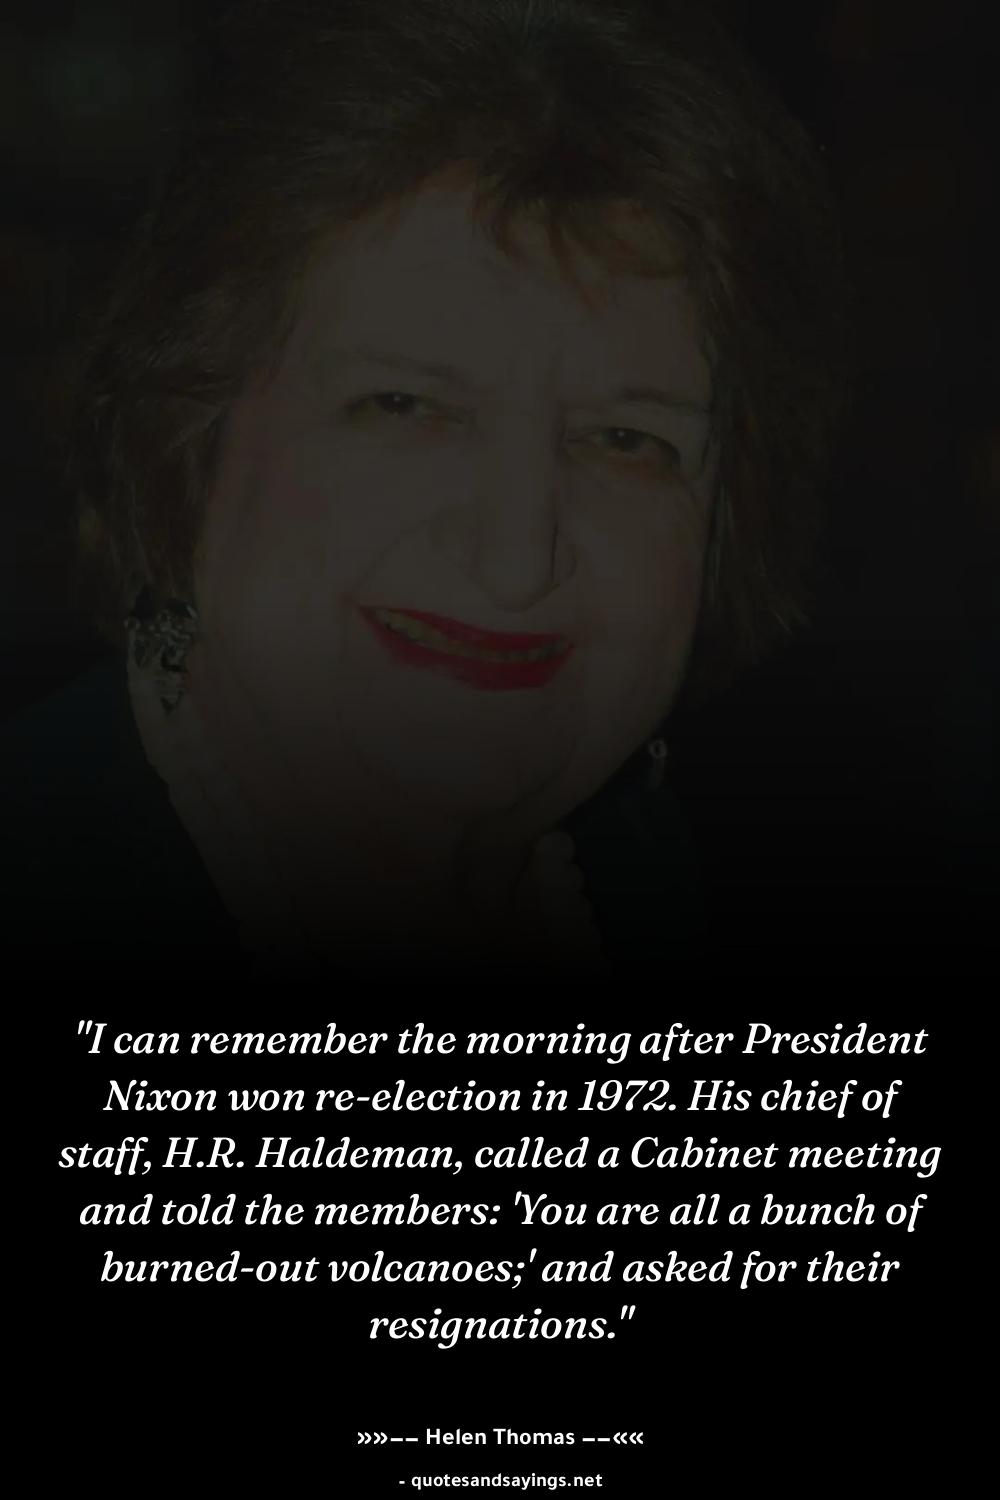 "I can remember the morning after President
Nixon won re-election in 1972. His chief of
staff, H.R. Haldeman, called a Cabinet meeting
and told the members: 'You are all a bunch of
burned-out volcanoes;' and asked for their
resignations."
»»−− Helen Thomas −−««
- quotesandsayings.net